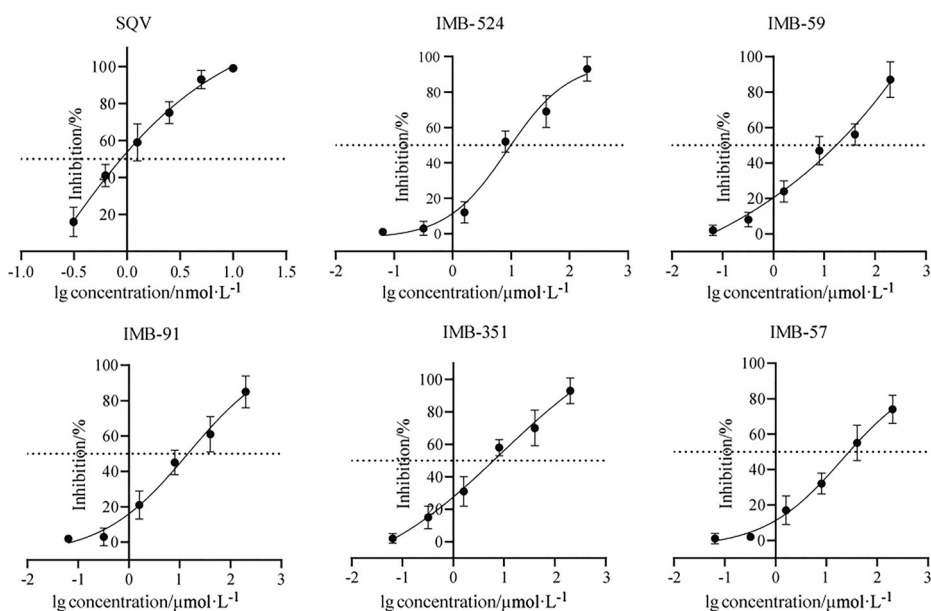 SQV
Inhibition/%
100
80
60
40
20
-1.0 -0.5 0.0 0.5 1.0 1.5
lg concentration/nmol·L-1
IMB-524
Inhibition/%
100
80
60
40
20
0
-2 -1 0 1 2 3
lg concentration/μmol·L-1
IMB-59
Inhibition/%
100
80
60
40
20
0
-2 -1 0 1 2 3
lg concentration/μmol·L-1
IMB-91
Inhibition/%
100
80
60
40
20
0
-2 -1 0 1 2 3
lg concentration/μmol·L-1
IMB-351
Inhibition/%
100
80
60
40
20
0
-2 -1 0 1 2 3
lg concentration/μmol·L-1
IMB-57
Inhibition/%
100
80
60
40
20
0
-2 -1 0 1 2 3
lg concentration/μmol·L-1